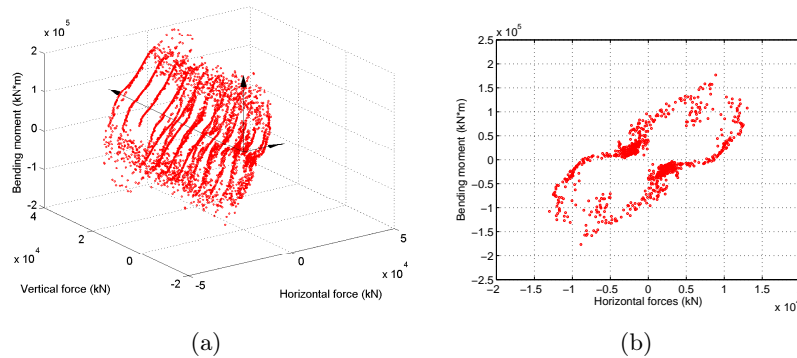 x 10^5
2
1
0
-1
-2
4
2
0
-2
x 10^4
Bending moment (kN*m)
Vertical force (kN)
-5
0
5
x 10^4
Horizontal force (kN)
(a)
x 10^5
2.5
2
1.5
1
0.5
0
−0.5
−1
−1.5
−2
−2.5
Bending moment (kN*m)
−2 −1.5 −1 −0.5 0 0.5 1 1.5
Horizontal forces (kN)
x 10
(b)